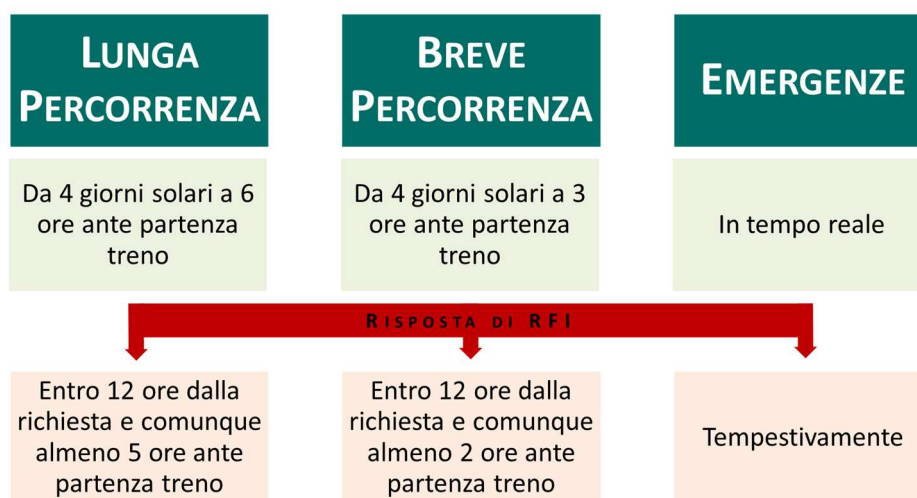 LUNGA
PERCORRENZA
BREVE
PERCORRENZA
EMERGENZE
Da 4 giorni solari a 6
ore ante partenza
treno
Da 4 giorni solari a 3
ore ante partenza
treno
In tempo reale
RISPOSTA DI RFI
Entro 12 ore dalla
richiesta e comunque
almeno 5 ore ante
partenza treno
Entro 12 ore dalla
richiesta e comunque
almeno 2 ore ante
partenza treno
Tempestivamente